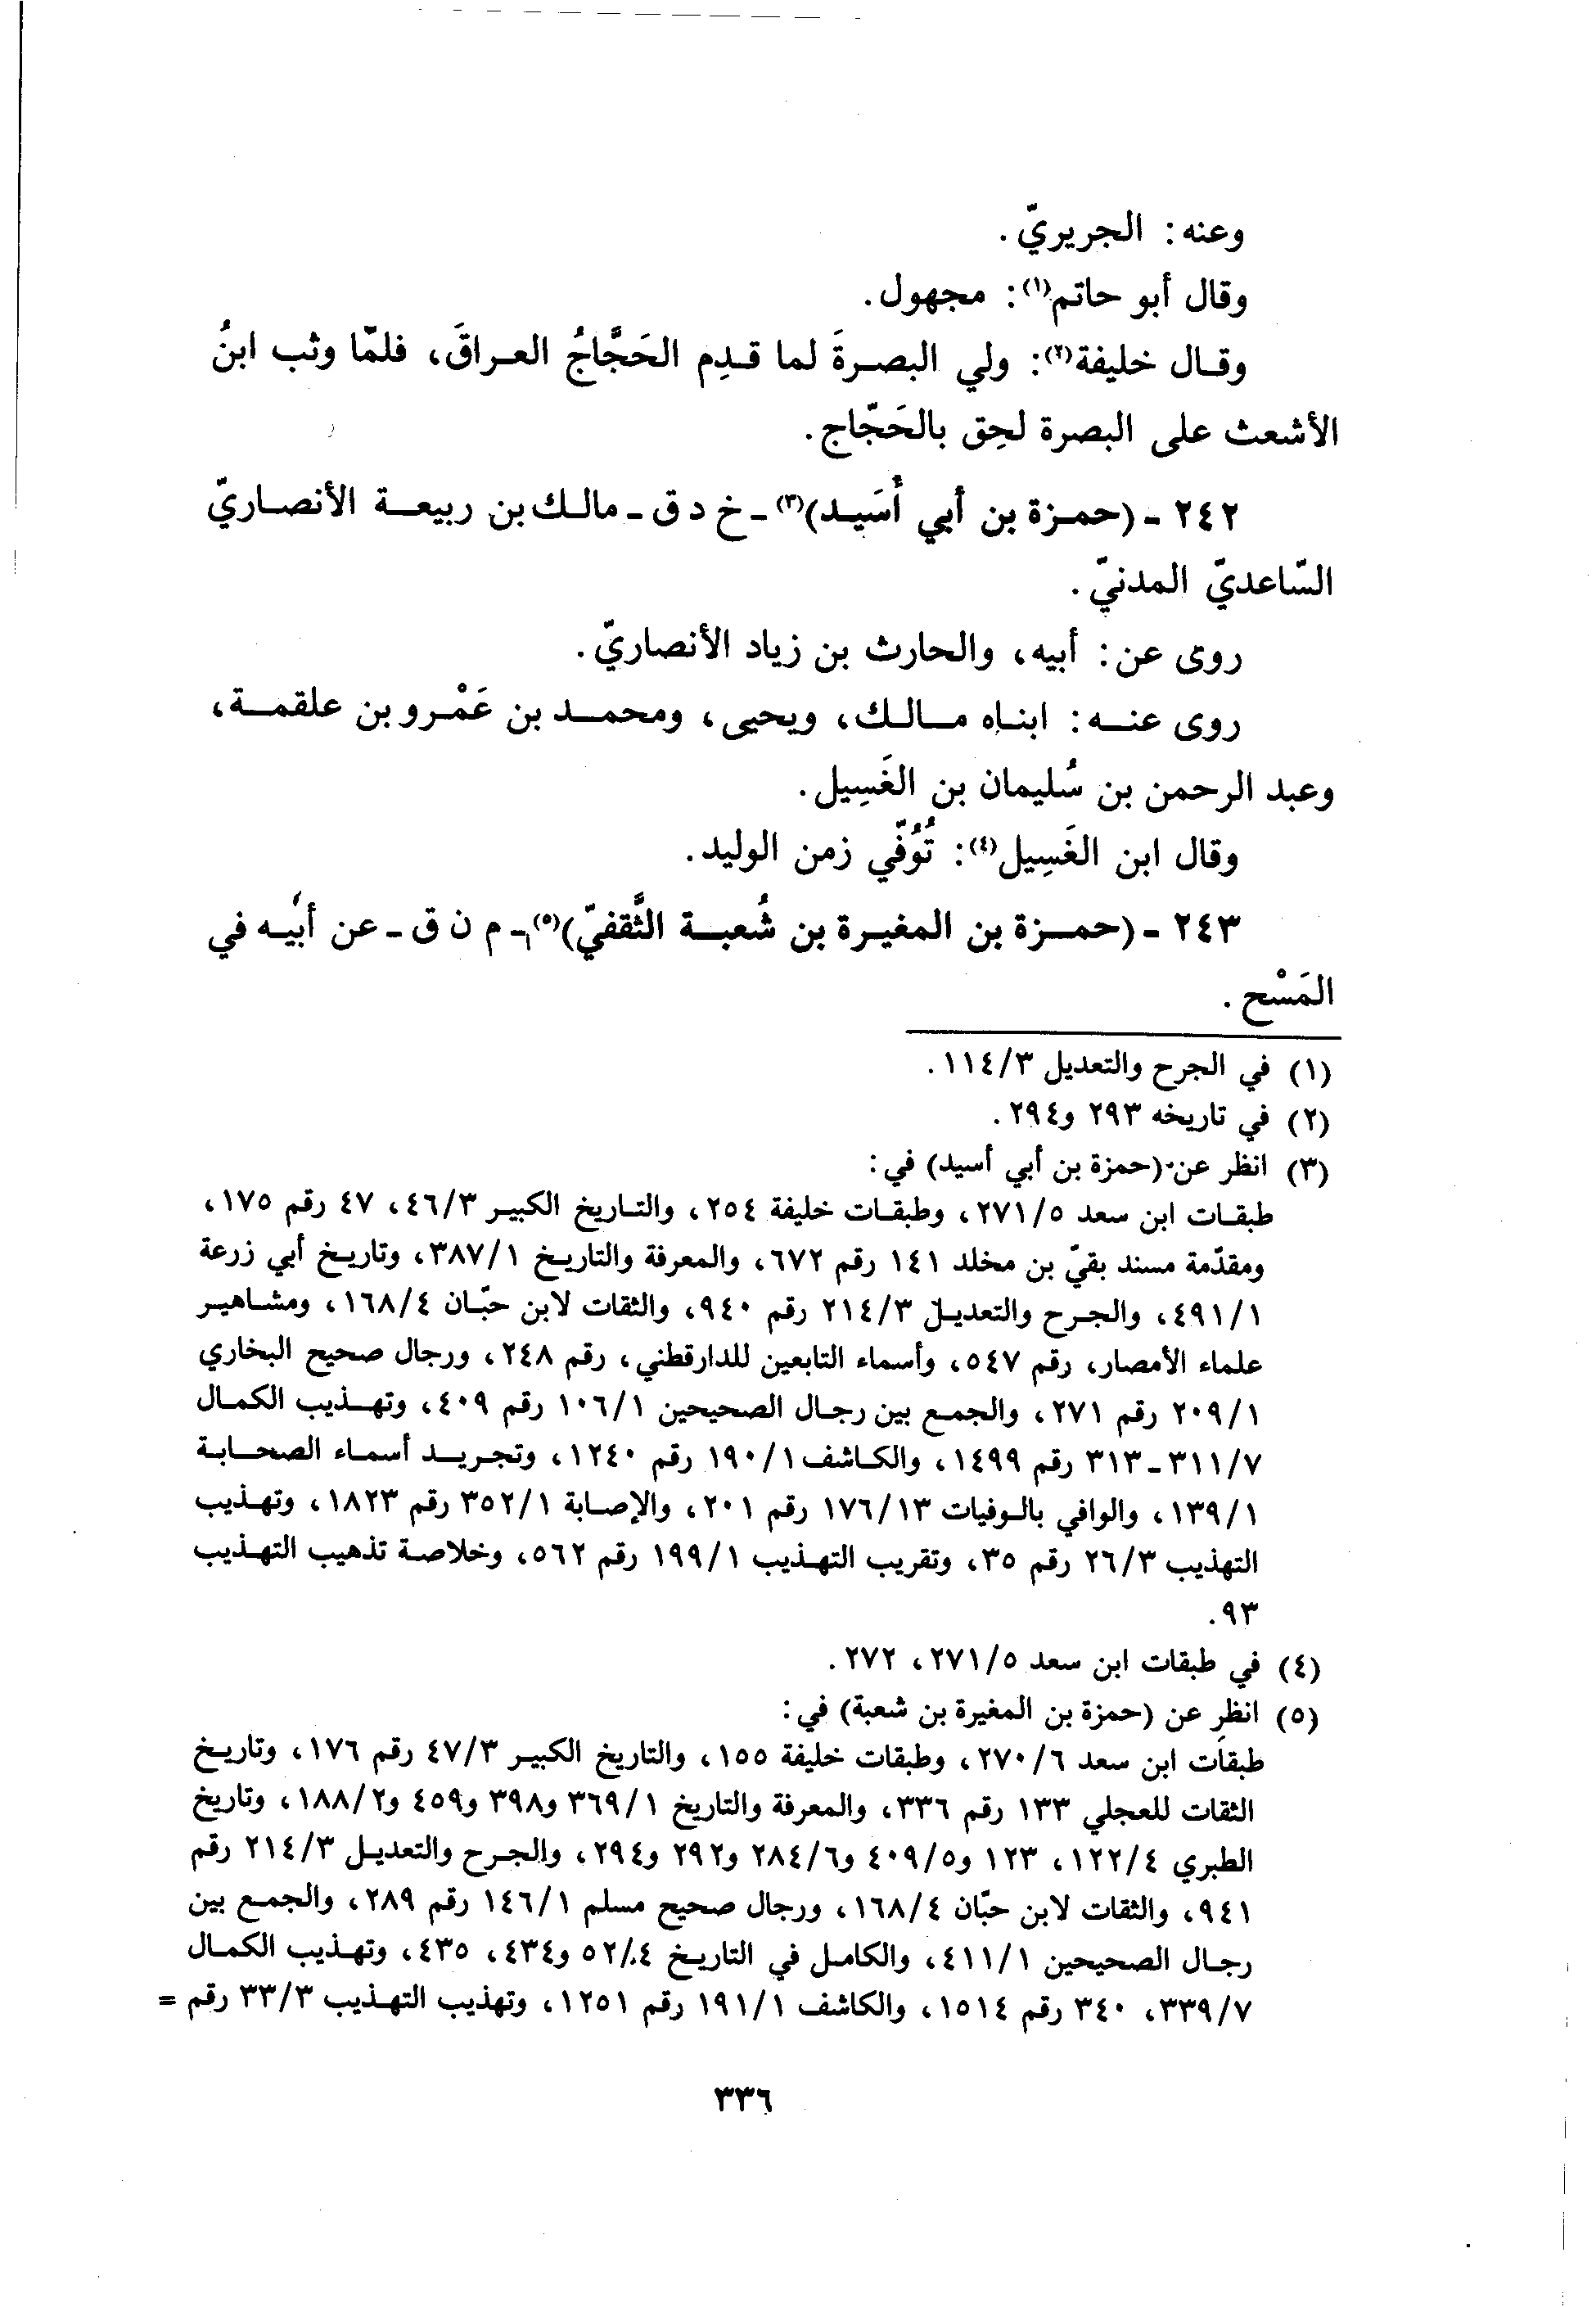 وعنه: الجريريّ.
وقال أبو حاتم(١): مجهول.
وقال خليفة(٢): ولي البصرةَ لما قدِم الحَجَّاجُ العراقَ، فلمّا وثب ابنُ
الأشعث على البصرة لحِق بالحَجّاج.
٢٤٢ - (حمزة بن أبي أُسَيد)(٣) - خ د ق - مالك بن ربيعة الأنصاريّ
السّاعديّ المدنيّ.
روى عن: أبيه، والحارث بن زياد الأنصاريّ.
روى عنه: ابناه مالك، ويحيى، ومحمد بن عَمْرو بن علقمة،
وعبد الرحمن بن سُليمان بن الغَسِيل.
وقال ابن الغَسِيل(٤): تُوُفّي زمن الوليد.
٢٤٣ - (حمزة بن المغيرة بن شُعبة الثَّقفيّ)(٥) - م ن ق - عن أبيه في
المَسْح.
(١) في الجرح والتعديل ١١٤/٣.
(٢) في تاريخه ٢٩٣ و٢٩٤.
(٣) انظر عن (حمزة بن أبي أسيد) في:
طبقات ابن سعد ٢٧١/٥، وطبقات خليفة ٢٥٤، والتاريخ الكبير ٤٦/٣، ٤٧ رقم ١٧٥،
ومقدّمة مسند بقيّ بن مخلد ١٤١ رقم ٦٧٢، والمعرفة والتاريخ ٣٨٧/١، وتاريخ أبي زرعة
٤٩١/١، والجرح والتعديل ٢١٤/٣ رقم ٩٤٠، والثقات لابن حبّان ١٦٨/٤، ومشاهير
علماء الأمصار، رقم ٥٤٧، وأسماء التابعين للدارقطني، رقم ٢٤٨، ورجال صحيح البخاري
٢٠٩/١ رقم ٢٧١، والجمع بين رجال الصحيحين ١٠٦/١ رقم ٤٠٩، وتهذيب الكمال
٣١١/٧ - ٣١٣ رقم ١٤٩٩، والكاشف ١٩٠/١ رقم ١٢٤٠، وتجريد أسماء الصحابة
١٣٩/١، والوافي بالوفيات ١٧٦/١٣ رقم ٢٠١، والإصابة ٣٥٢/١ رقم ١٨٢٣، وتهذيب
التهذيب ٢٦/٣ رقم ٣٥، وتقريب التهذيب ١٩٩/١ رقم ٥٦٢، وخلاصة تذهيب التهذيب
٩٣.
(٤) في طبقات ابن سعد ٢٧١/٥، ٢٧٢.
(٥) انظر عن (حمزة بن المغيرة بن شعبة) في:
طبقات ابن سعد ٢٧٠/٦، وطبقات خليفة ١٥٥، والتاريخ الكبير ٤٧/٣ رقم ١٧٦، وتاريخ
الثقات للعجلي ١٣٣ رقم ٣٣٦، والمعرفة والتاريخ ٣٦٩/١ و٣٩٨ و٤٥٩ و١٨٨/٢، وتاريخ
الطبري ١٢٢/٤، ١٢٣ و٤٠٩/٥ و٢٨٤/٦ و٢٩٢ و٢٩٤، والجرح والتعديل ٢١٤/٣ رقم
٩٤١، والثقات لابن حبّان ١٦٨/٤، ورجال صحيح مسلم ١٤٦/١ رقم ٢٨٩، والجمع بين
رجال الصحيحين ٤١١/١، والكامل في التاريخ ٥٢/٤ و٤٣٤، ٤٣٥، وتهذيب الكمال
٣٣٩/٧، ٣٤٠ رقم ١٥١٤، والكاشف ١٩١/١ رقم ١٢٥١، وتهذيب التهذيب ٣٣/٣ رقم =
٣٣٦